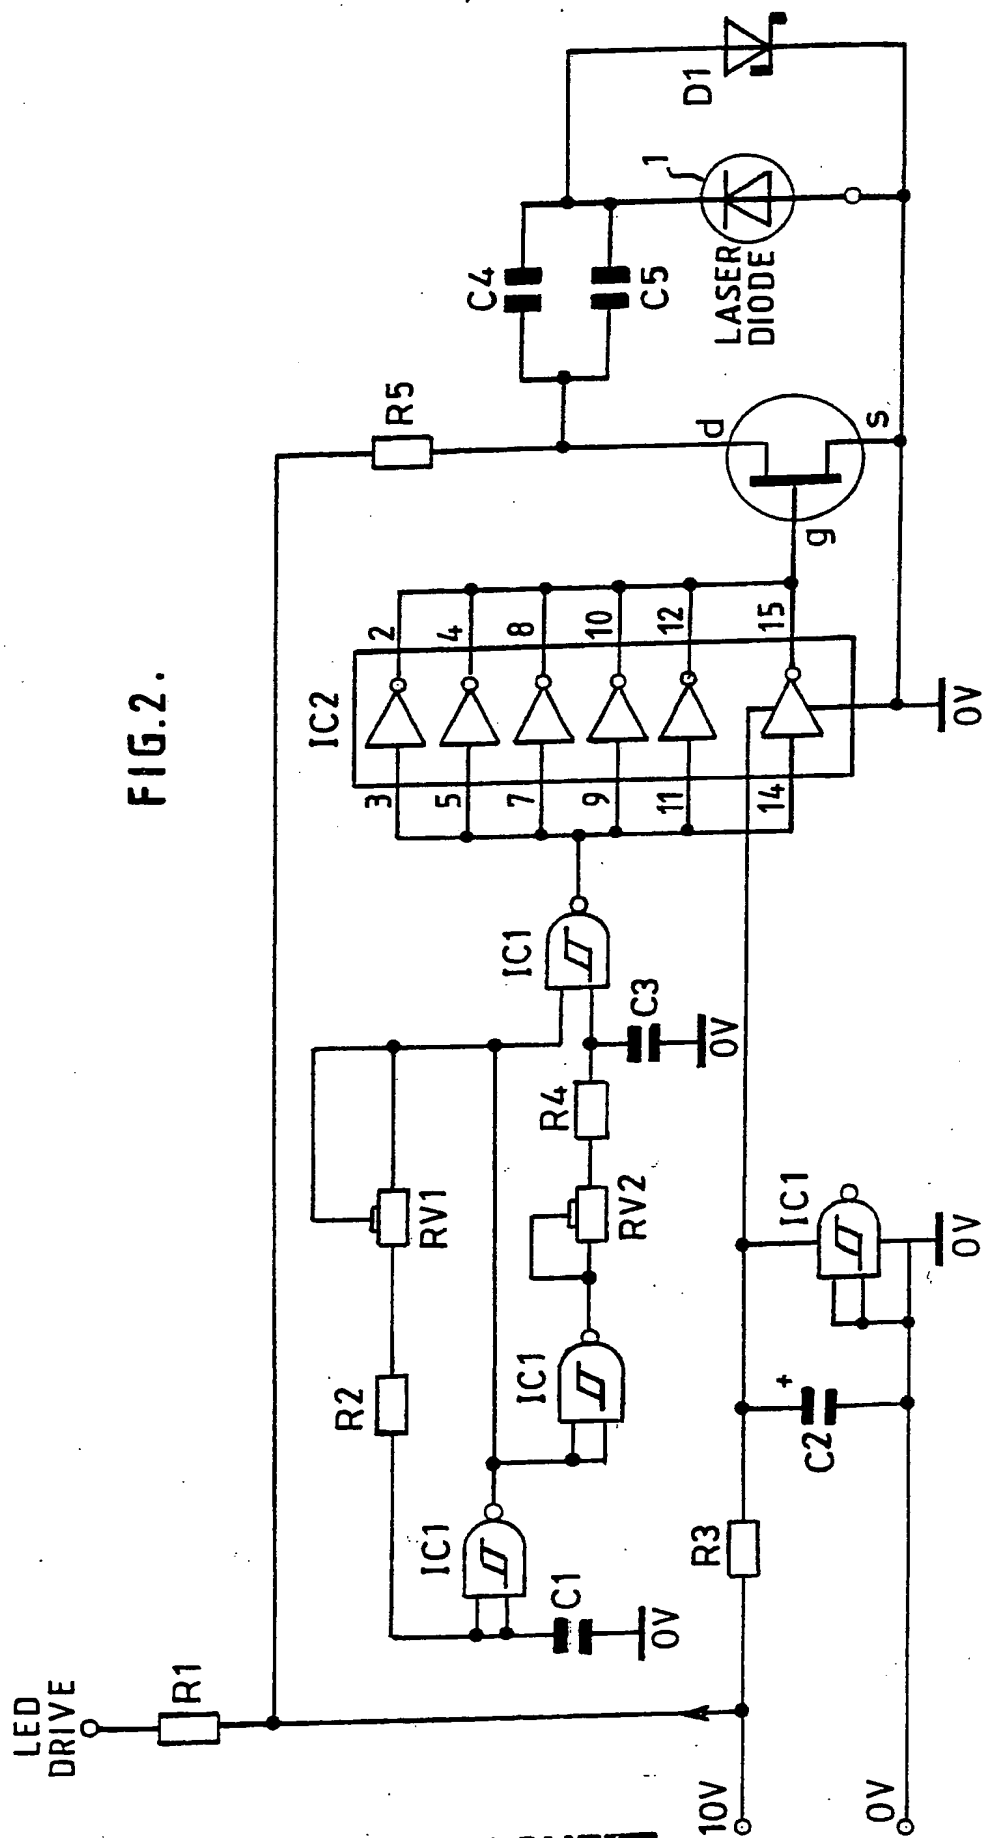 FIG.2.
LED
DRIVE
R1
R2
RV1
IC1
C1
0V
IC1
RV2
R4
C3
0V
IC1
IC2
3
5
7
9
11
14
2
4
8
10
12
15
R5
C4
C5
d
g
s
LASER
DIODE
1
D1
10V
0V
R3
C2
+
IC1
0V
0V